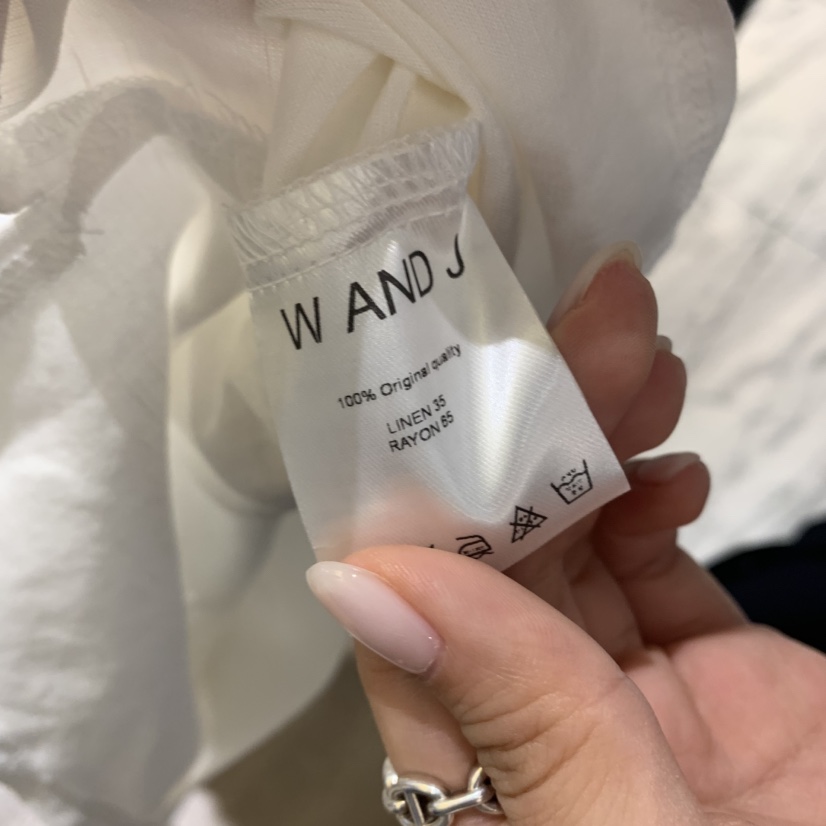 W AND J
100% Original quality
LINEN 35
RAYON 65